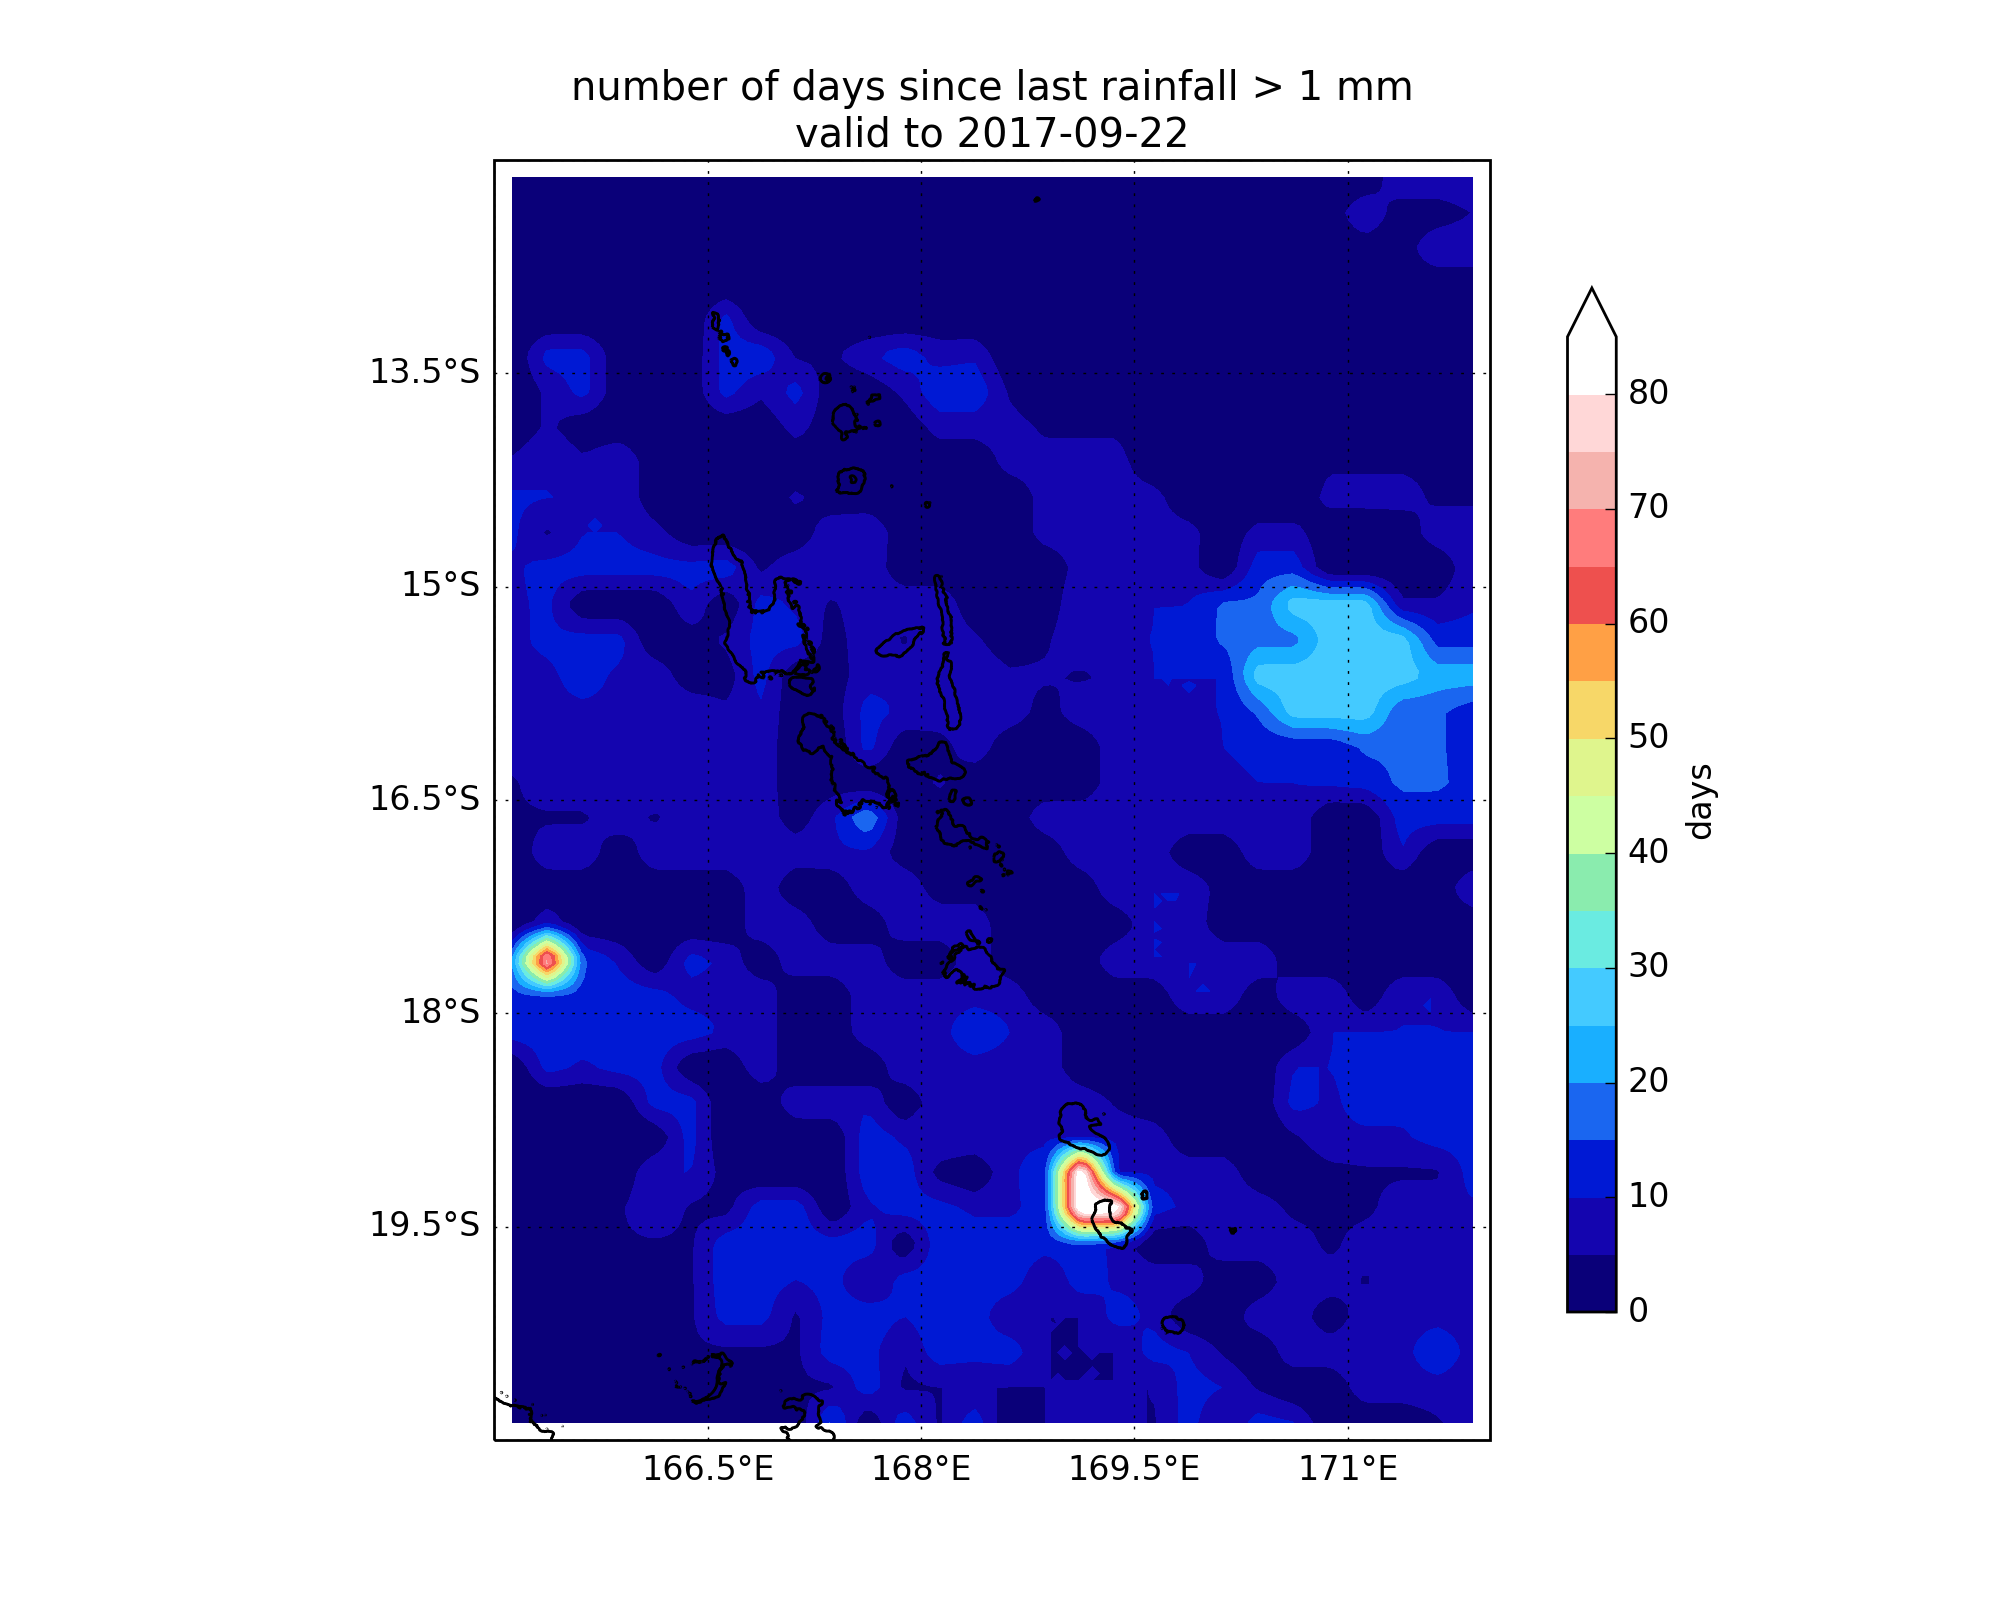 number of days since last rainfall > 1 mm
valid to 2017-09-22
13.5°S
15°S
16.5°S
18°S
19.5°S
166.5°E
168°E
169.5°E
171°E
80
70
60
50
40
30
20
10
0
days